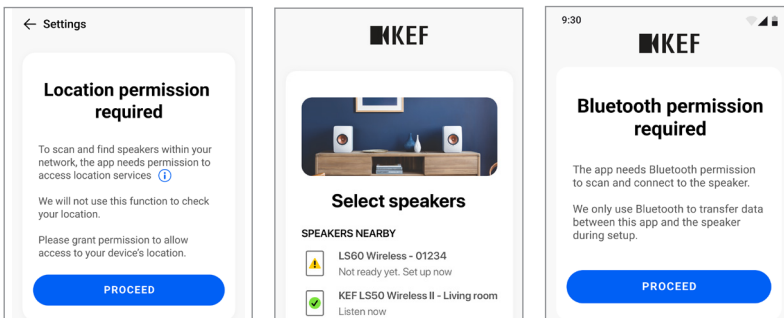 ← Settings
Location permission
required
To scan and find speakers within your
network, the app needs permission to
access location services
We will not use this function to check
your location.
Please grant permission to allow
access to your device's location.
PROCEED
KEF
Select speakers
SPEAKERS NEARBY
LS60 Wireless - 01234
Not ready yet. Set up now
KEF LS50 Wireless II - Living room
Listen now
9:30
KEF
Bluetooth permission
required
The app needs Bluetooth permission
to scan and connect to the speaker.
We only use Bluetooth to transfer data
between this app and the speaker
during setup.
PROCEED